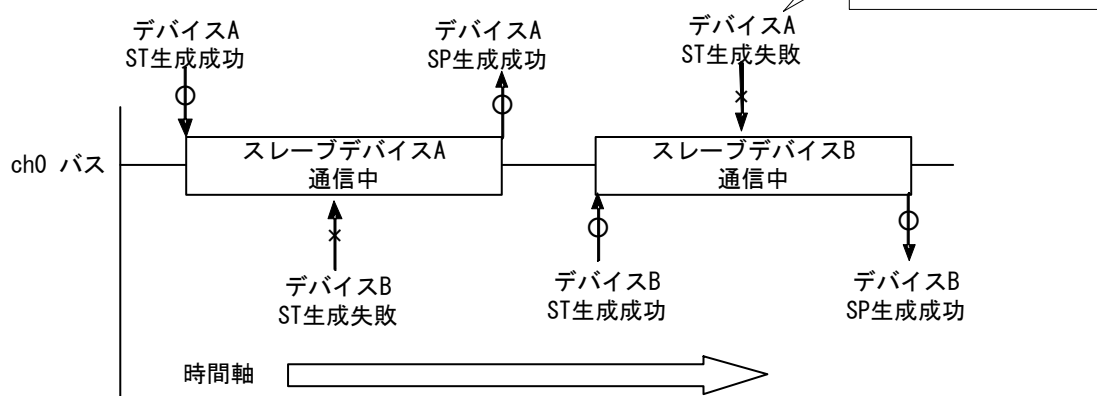 デバイスA
ST生成成功
デバイスA
SP生成成功
デバイスA
ST生成失敗
ch0 バス
スレーブデバイスA
通信中
スレーブデバイスB
通信中
デバイスB
ST生成失敗
デバイスB
ST生成成功
デバイスB
SP生成成功
時間軸